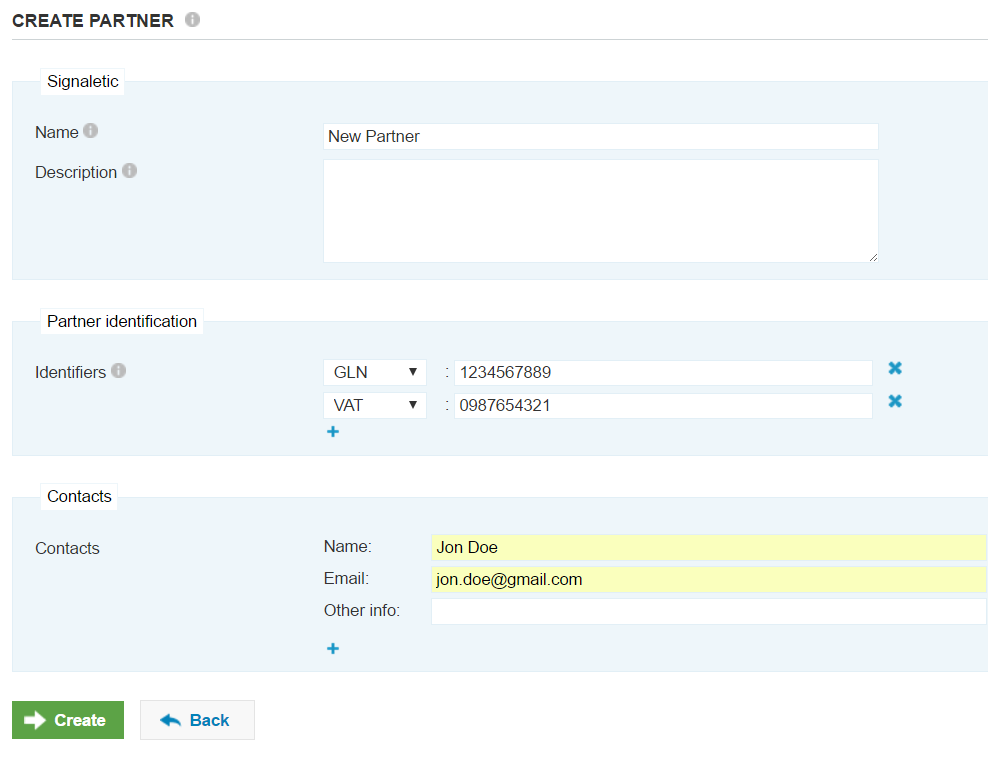 CREATE PARTNER
Signaletic
Name New Partner
Description
Partner identification
Identifiers GLN : 1234567889
VAT : 0987654321
Contacts
Contacts Name: Jon Doe
Email: jon.doe@gmail.com
Other info:
Create Back